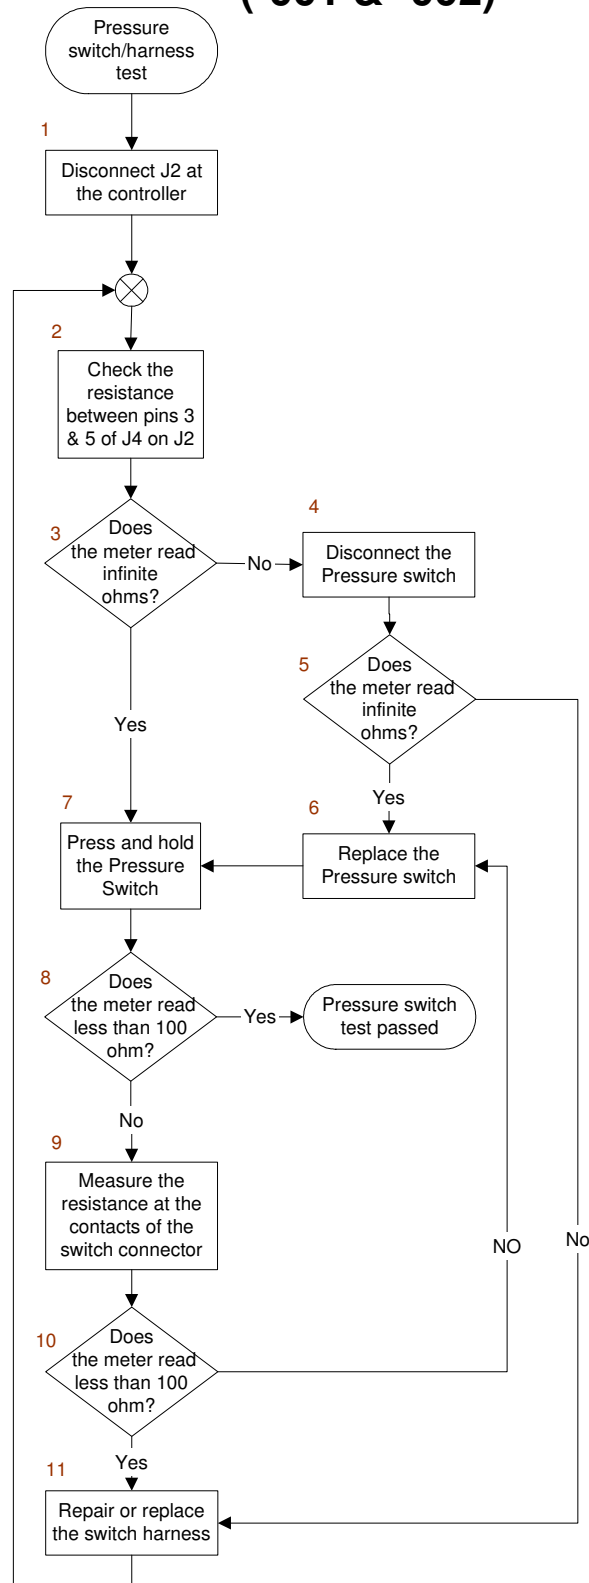 Pressure
switch/harness
test
1
Disconnect J2 at
the controller
2
Check the
resistance
between pins 3
& 5 of J4 on J2
3
Does
the meter read
infinite
ohms?
No
4
Disconnect the
Pressure switch
5
Does
the meter read
infinite
ohms?
Yes
Yes
6
Replace the
Pressure switch
7
Press and hold
the Pressure
Switch
8
Does
the meter read
less than 100
ohm?
Yes
Pressure switch
test passed
No
9
Measure the
resistance at the
contacts of the
switch connector
NO
No
10
Does
the meter read
less than 100
ohm?
Yes
11
Repair or replace
the switch harness